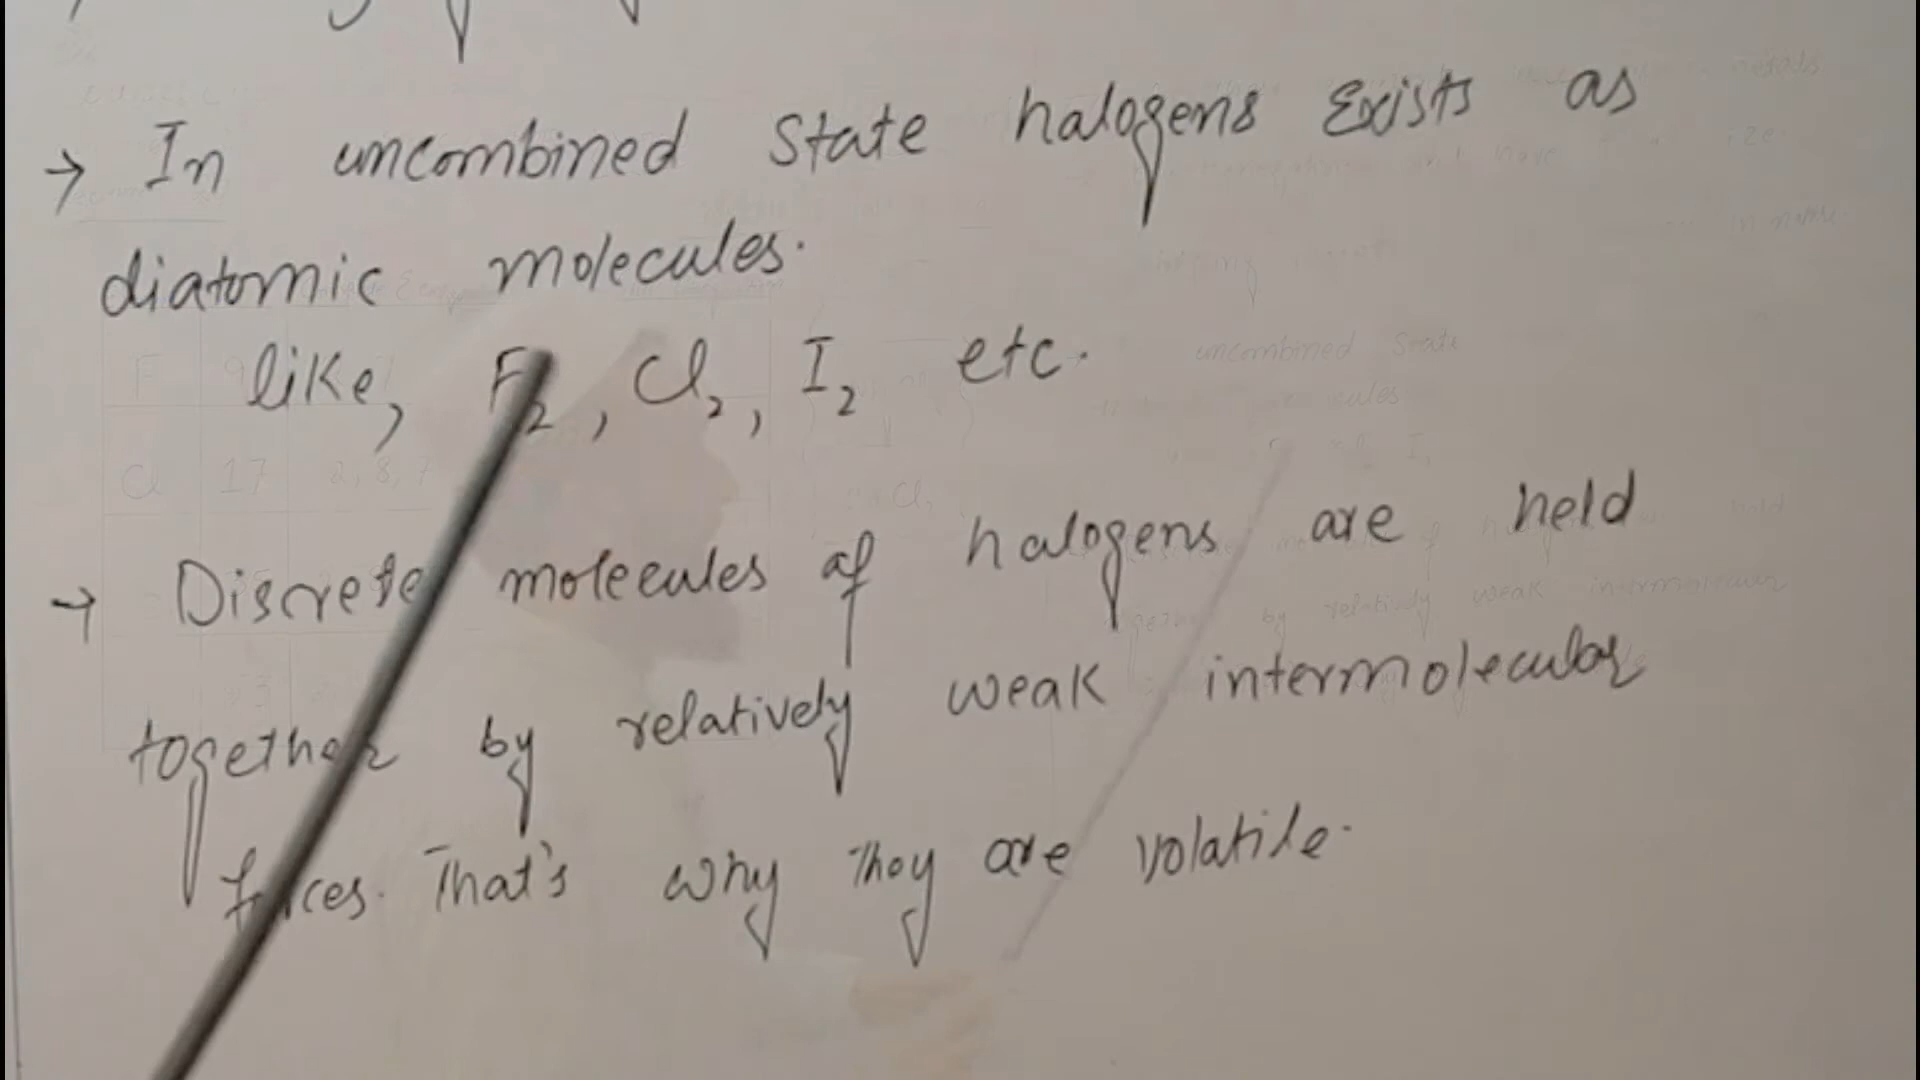 → In uncombined State halogens Exists as
diatomic molecules.
like, F₂, Cl₂, I₂ etc.
→ Discrete molecules of halogens are held
together by relatively weak intermolecular
forces. That's why They are volatile.